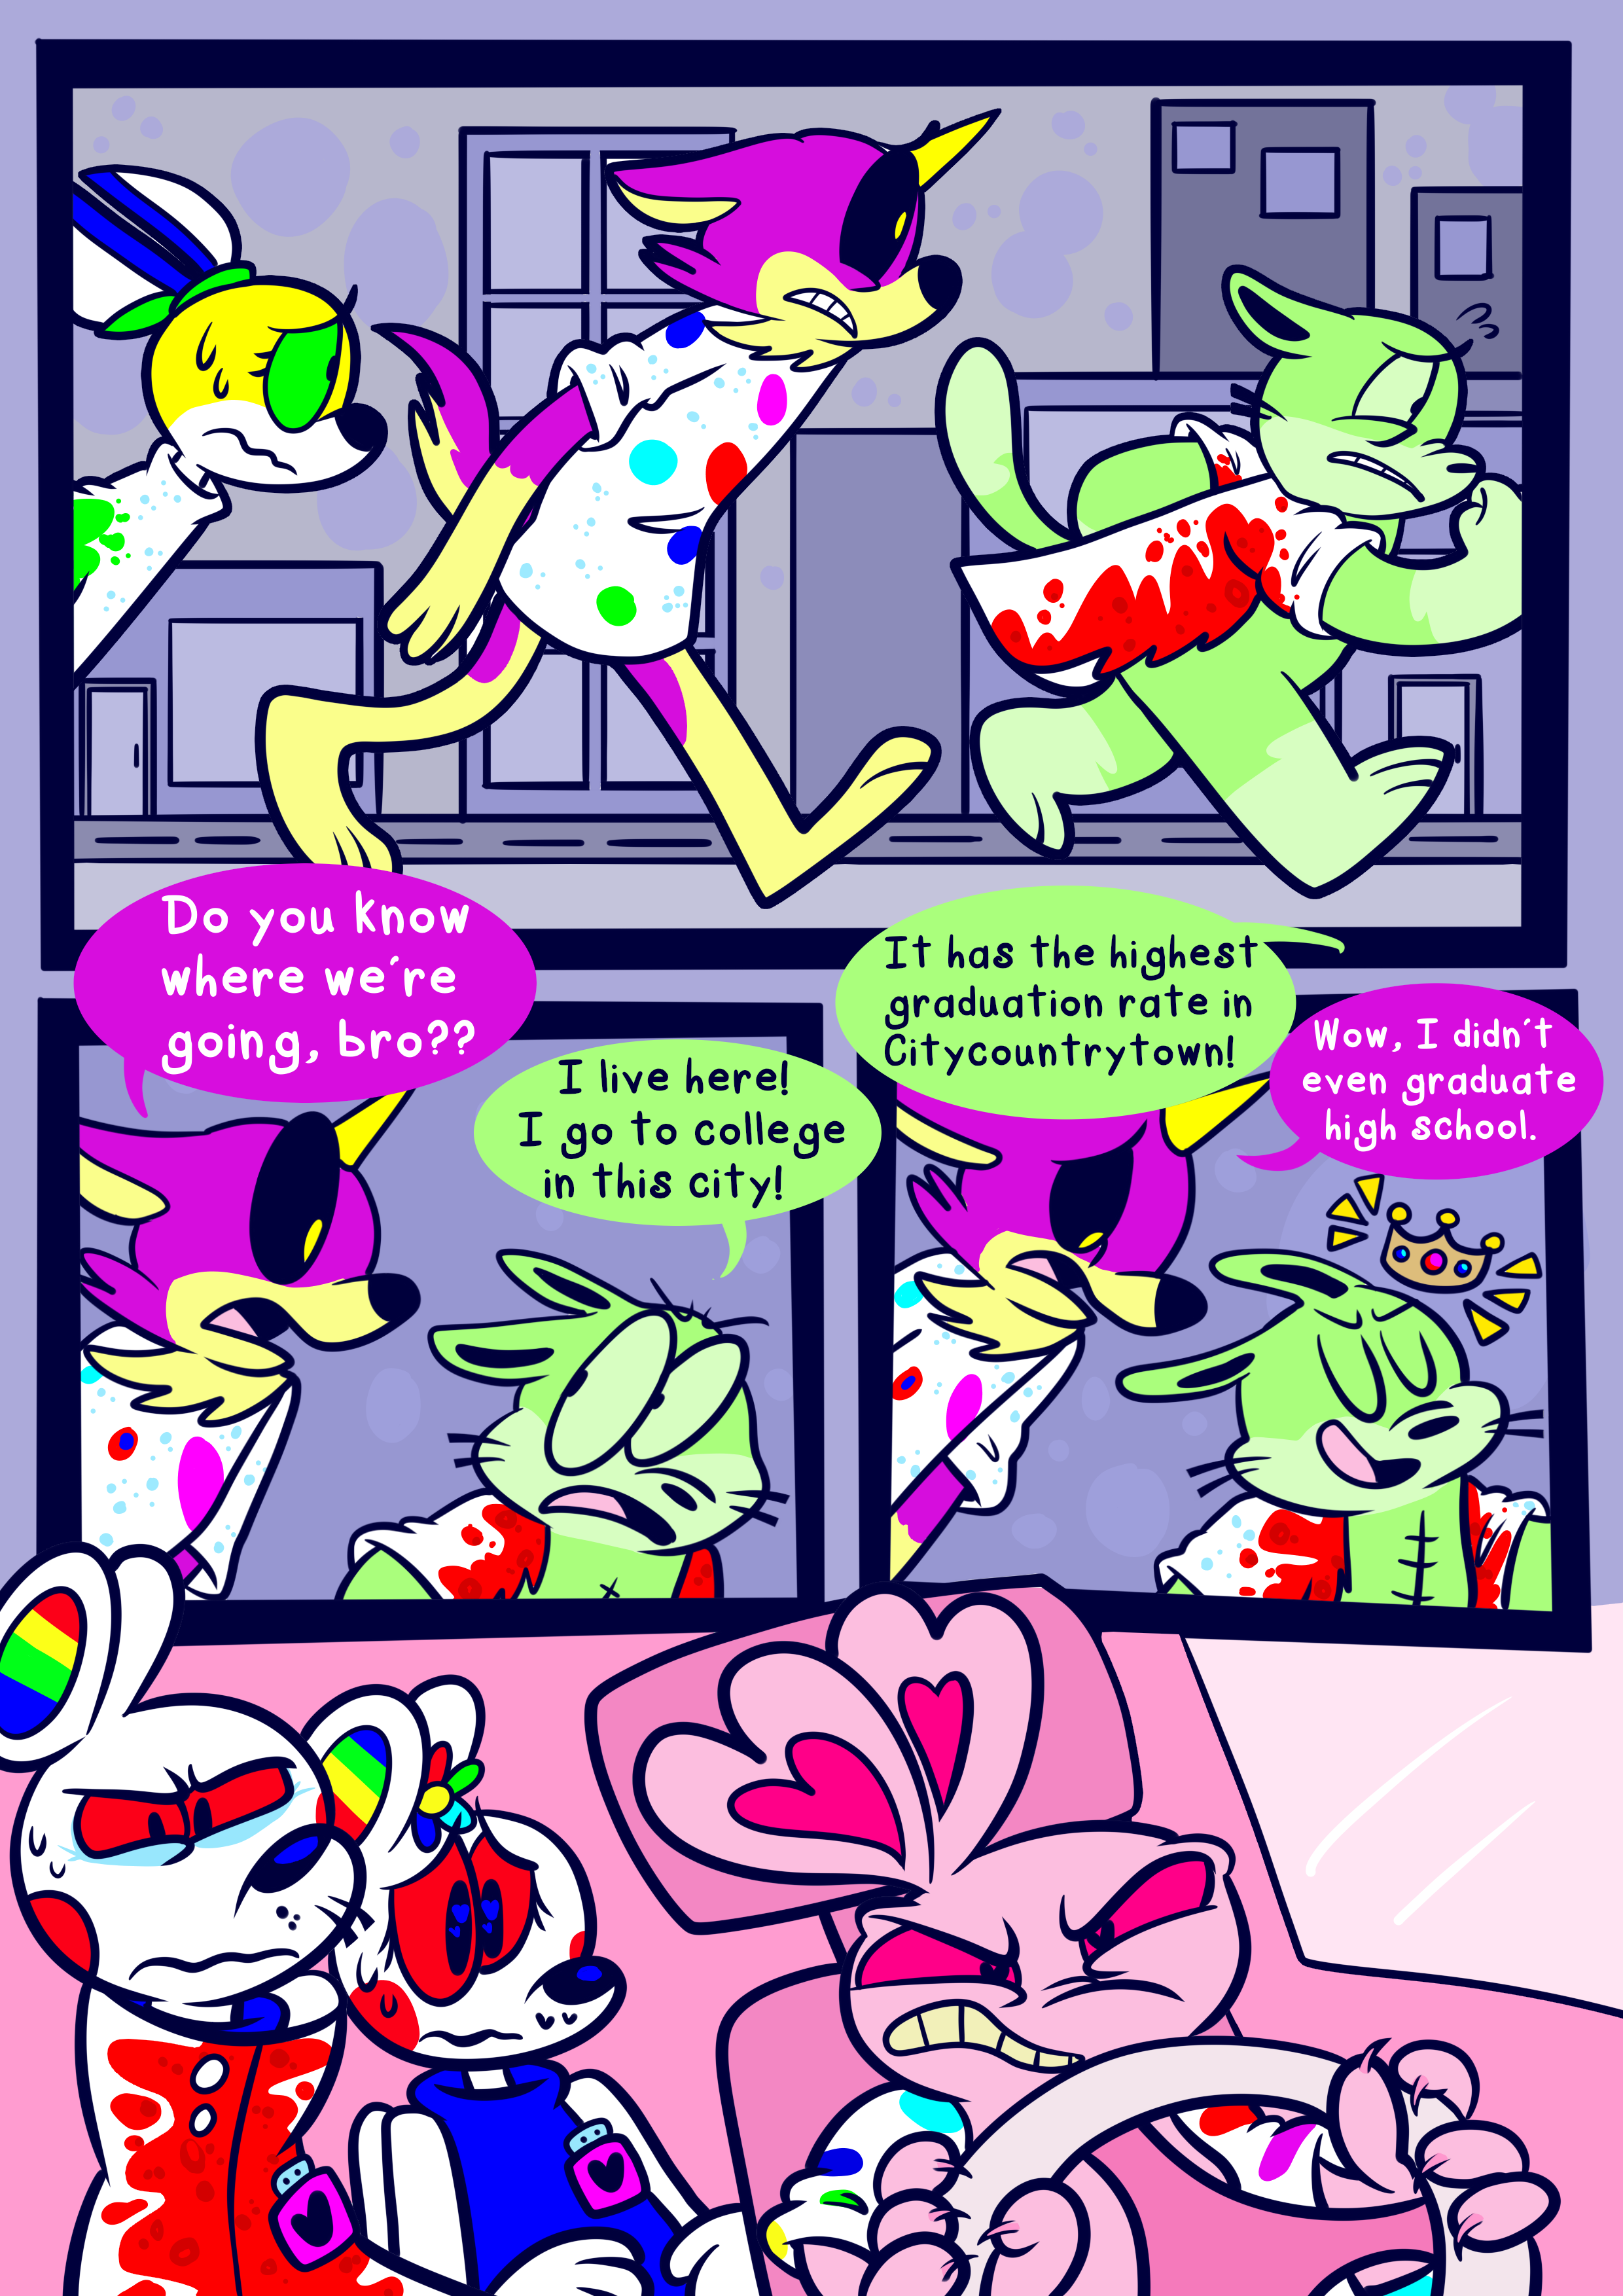 Do you know
where we're
going, bro??
I live here!
I go to college
in this city!
It has the highest
graduation rate in
Citycountrytown!
Wow, I didn't
even graduate
high school.